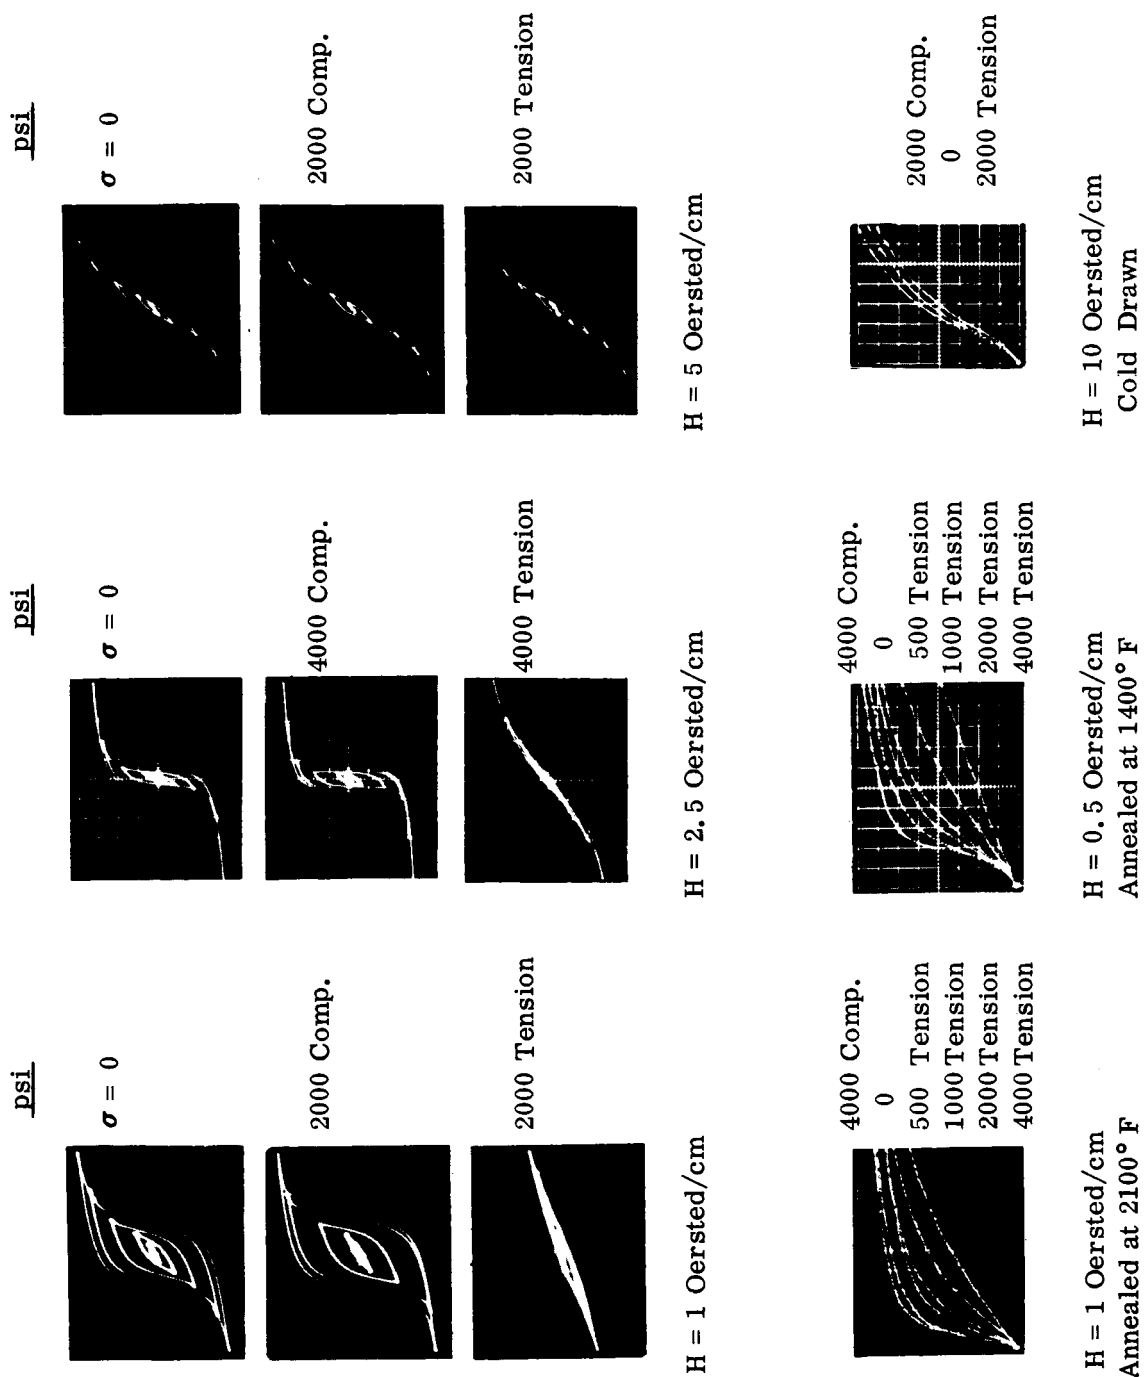 psi
σ = 0
2000 Comp.
2000 Tension
H = 1 Oersted/cm
4000 Comp.
0
500 Tension
1000 Tension
2000 Tension
4000 Tension
H = 1 Oersted/cm
Annealed at 2100° F
psi
σ = 0
4000 Comp.
4000 Tension
H = 2.5 Oersted/cm
4000 Comp.
0
500 Tension
1000 Tension
2000 Tension
4000 Tension
H = 0.5 Oersted/cm
Annealed at 1400° F
psi
σ = 0
2000 Comp.
2000 Tension
H = 5 Oersted/cm
2000 Comp.
0
2000 Tension
H = 10 Oersted/cm
Cold Drawn